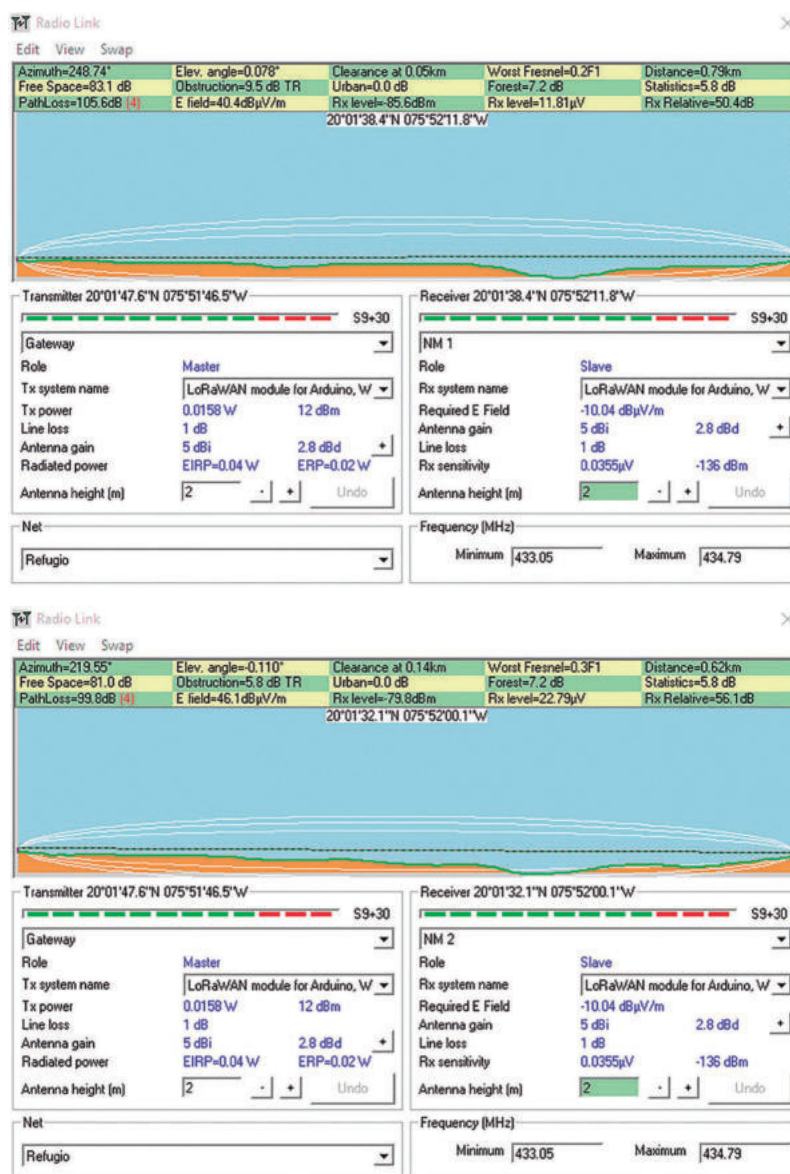 Radio Link
Edit View Swap
Azimuth=248.74° Elev. angle=0.078° Clearance at 0.05km Worst Fresnel=0.2F1 Distance=0.79km
Free Space=83.1 dB Obstruction=9.5 dB TR Urban=0.0 dB Forest=7.2 dB Statistics=5.8 dB
PathLoss=105.6dB (4) E field=40.4dBμV/m Rx level=-85.6dBm Rx level=11.81μV Rx Relative=50.4dB
20°01'38.4"N 075°52'11.8"W
Transmitter 20°01'47.6"N 075°51'46.5"W Receiver 20°01'38.4"N 075°52'11.8"W
S9+30 S9+30
Gateway NM 1
Role Master Role Slave
Tx system name LoRaWAN module for Arduino, W Rx system name LoRaWAN module for Arduino, W
Tx power 0.0158 W 12 dBm Required E Field -10.04 dBμV/m
Line loss 1 dB Antenna gain 5 dBi 2.8 dBd +
Antenna gain 5 dBi 2.8 dBd + Line loss 1 dB
Radiated power EIRP=0.04 W ERP=0.02 W Rx sensitivity 0.0355μV -136 dBm
Antenna height (m) 2 - + Undo Antenna height (m) 2 - + Undo
Net Frequency (MHz)
Refugio Minimum 433.05 Maximum 434.79
Radio Link
Edit View Swap
Azimuth=219.55° Elev. angle=-0.110° Clearance at 0.14km Worst Fresnel=0.3F1 Distance=0.62km
Free Space=81.0 dB Obstruction=5.8 dB TR Urban=0.0 dB Forest=7.2 dB Statistics=5.8 dB
PathLoss=99.8dB (4) E field=46.1dBμV/m Rx level=-79.8dBm Rx level=22.79μV Rx Relative=56.1dB
20°01'32.1"N 075°52'00.1"W
Transmitter 20°01'47.6"N 075°51'46.5"W Receiver 20°01'32.1"N 075°52'00.1"W
S9+30 S9+30
Gateway NM 2
Role Master Role Slave
Tx system name LoRaWAN module for Arduino, W Rx system name LoRaWAN module for Arduino, W
Tx power 0.0158 W 12 dBm Required E Field -10.04 dBμV/m
Line loss 1 dB Antenna gain 5 dBi 2.8 dBd +
Antenna gain 5 dBi 2.8 dBd + Line loss 1 dB
Radiated power EIRP=0.04 W ERP=0.02 W Rx sensitivity 0.0355μV -136 dBm
Antenna height (m) 2 - + Undo Antenna height (m) 2 - + Undo
Net Frequency (MHz)
Refugio Minimum 433.05 Maximum 434.79